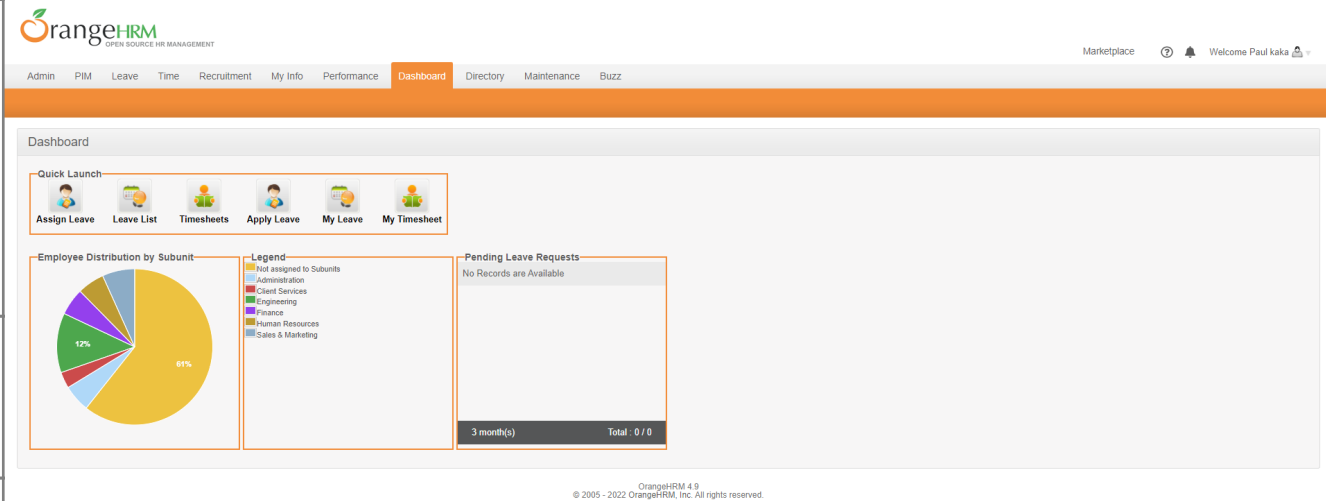 OrangeHRM
OPEN SOURCE HR MANAGEMENT
Marketplace Welcome Paul kaka
Admin PIM Leave Time Recruitment My Info Performance Dashboard Directory Maintenance Buzz
Dashboard
Quick Launch
Assign Leave Leave List Timesheets Apply Leave My Leave My Timesheet
Employee Distribution by Subunit
12%
61%
Legend
Not assigned to Subunits
Administration
Client Services
Engineering
Finance
Human Resources
Sales & Marketing
Pending Leave Requests
No Records are Available
3 month(s) Total : 0 / 0
OrangeHRM 4.9
© 2005 - 2022 OrangeHRM, Inc. All rights reserved.